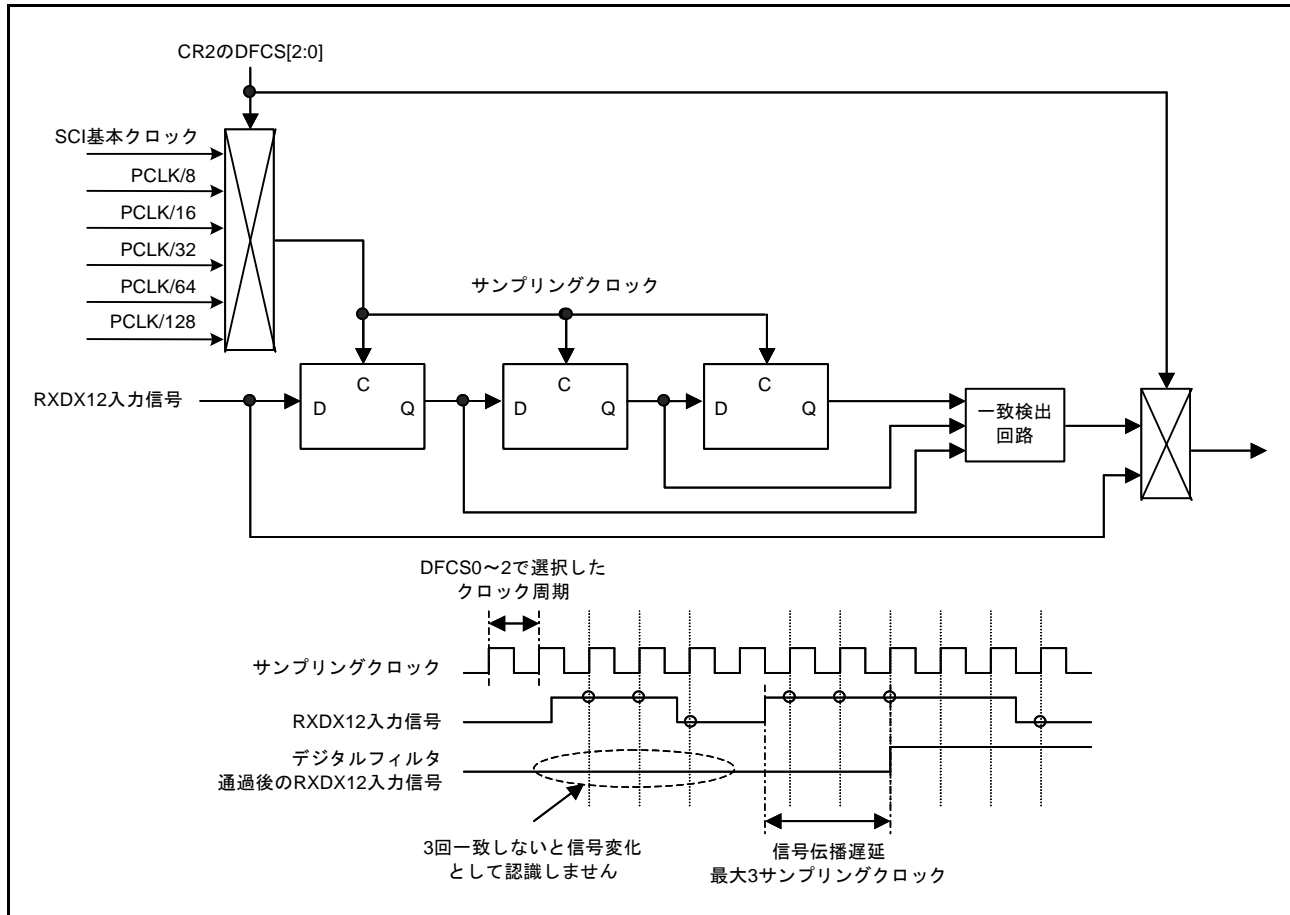 CR2のDFCS[2:0]
SCI基本クロック
PCLK/8
PCLK/16
PCLK/32
PCLK/64
PCLK/128
サンプリングクロック
RXDX12入力信号
D
C
Q
D
C
Q
D
C
Q
一致検出
回路
DFCS0～2で選択した
クロック周期
サンプリングクロック
RXDX12入力信号
デジタルフィルタ
通過後のRXDX12入力信号
3回一致しないと信号変化
として認識しません
信号伝播遅延
最大3サンプリングクロック